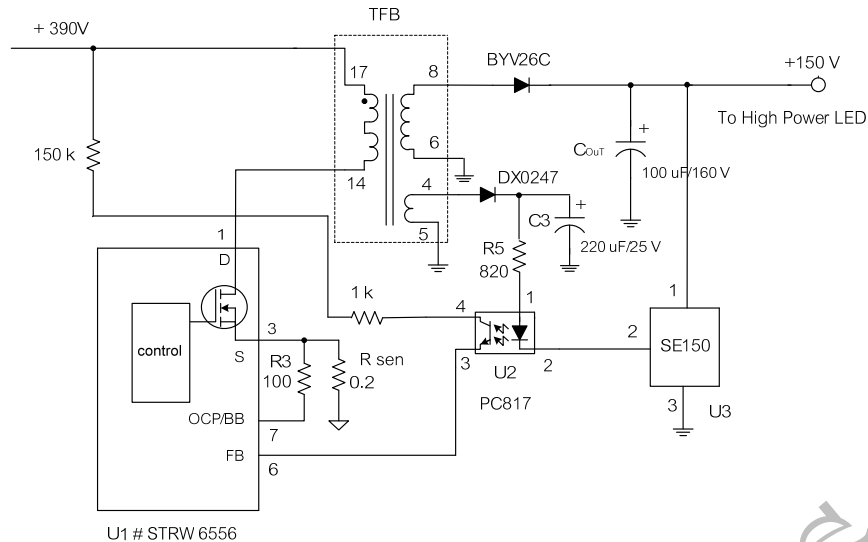 TFB
+ 390V
17
8
BYV26C
+150 V
To High Power LED
150 k
14
6
+
COUT
100 uF/160 V
4
DX0247
5
+
C3
220 uF/25 V
R5
820
1
D
1 k
4
1
1
control
3
S
R3
100
R sen
0.2
3
U2
2
2
SE150
PC817
3
U3
OCP/BB
7
FB
6
U1 # STRW 6556